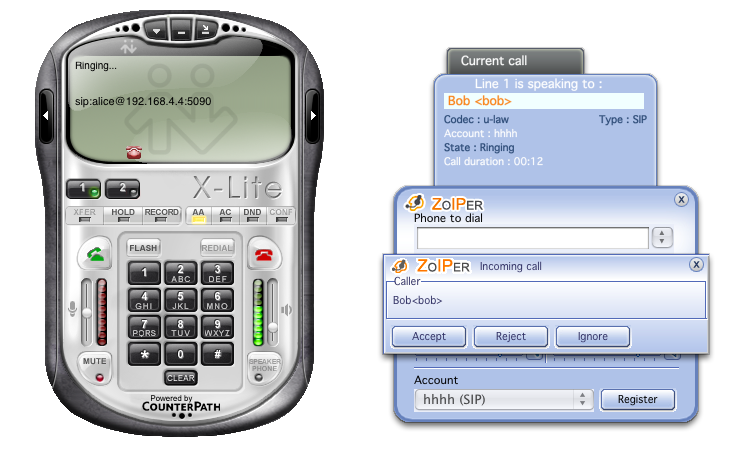 Ringing...
sip:alice@192.168.4.4:5090
1
2
X-Lite
XFER
HOLD
RECORD
AA
AC
DND
CONF
FLASH
REDIAL
1
2
ABC
3
DEF
4
GHI
5
JKL
6
MNO
7
PQRS
8
TUV
9
WXYZ
*
0
#
MUTE
CLEAR
SPEAKER
PHONE
Powered by
COUNTERPATH
Current call
Line 1 is speaking to :
Bob <bob>
Codec : u-law
Type : SIP
Account : hhhh
State : Ringing
Call duration : 00:12
ZOIPER
X
Phone to dial
ZOIPER
Incoming call
X
Caller
Bob<bob>
Accept
Reject
Ignore
Account
hhhh (SIP)
Register